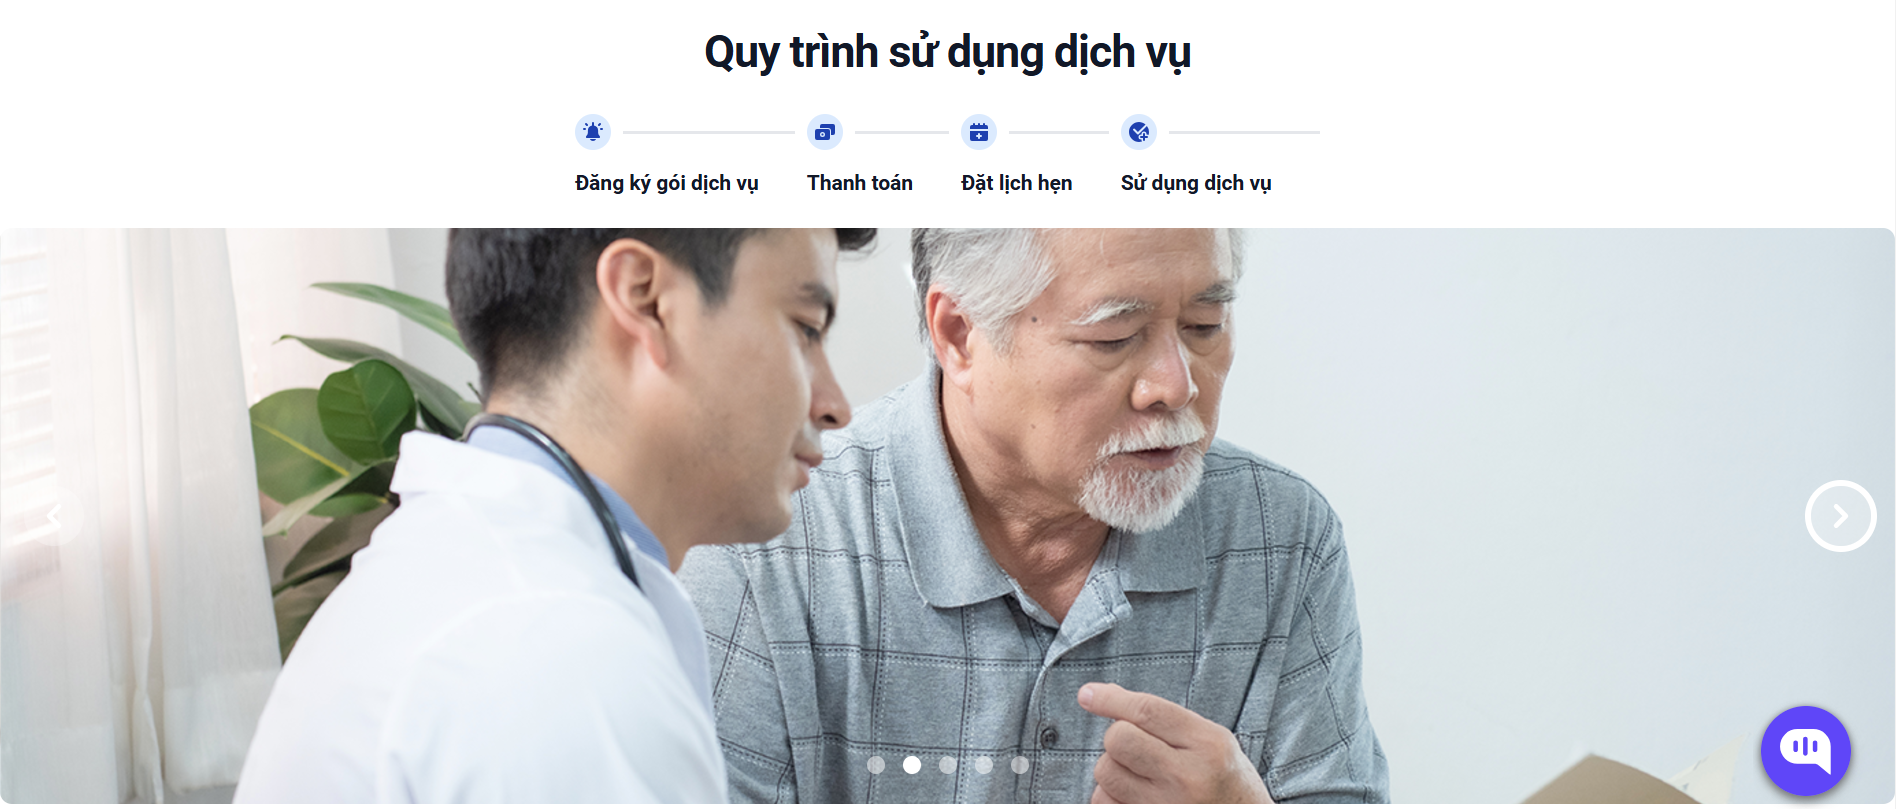 Quy trình sử dụng dịch vụ
Đăng ký gói dịch vụ
Thanh toán
Đặt lịch hẹn
Sử dụng dịch vụ